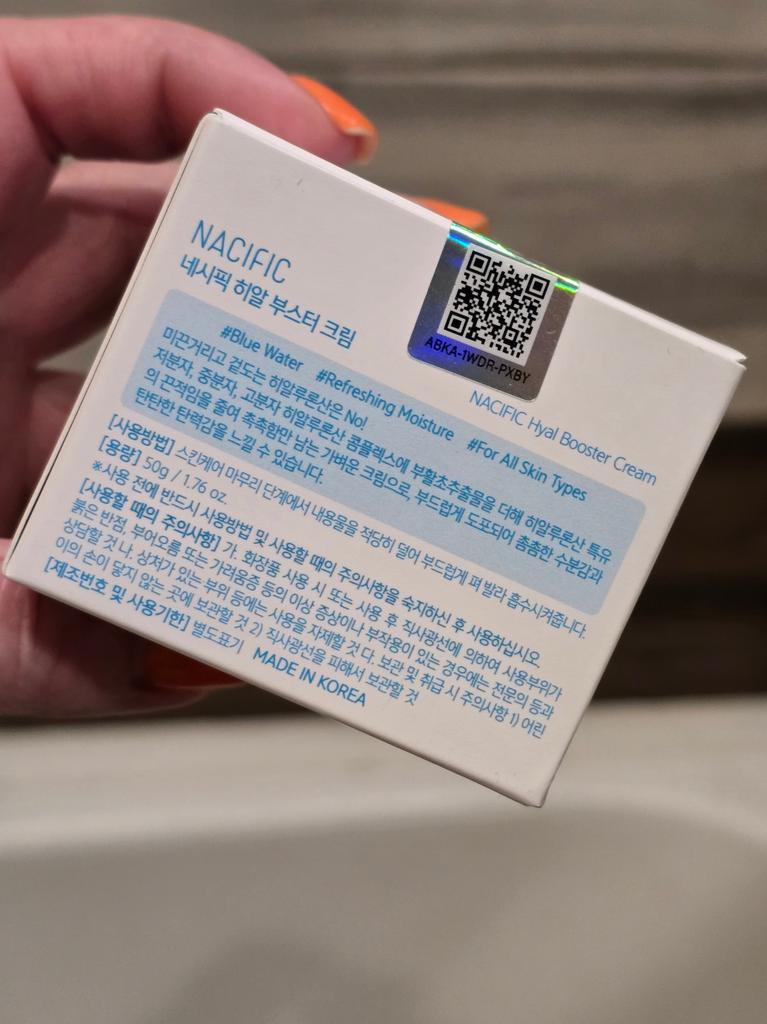 NACIFIC
네시픽 히알 부스터 크림
ABKA-1WDR-PXBY
NACIFIC Hyal Booster Cream
#Blue Water #Refreshing Moisture #For All Skin Types
미끈거리고 겉도는 히알루론산은 No!
저분자, 중분자, 고분자 히알루론산 콤플렉스에 부활초추출물을 더해 히알루론산 특유
의 끈적임을 줄여 촉촉함만 남는 가벼운 크림으로, 부드럽게 도포되어 촘촘한 수분감과
탄탄한 탄력감을 느낄 수 있습니다.
[사용방법] 스킨케어 마무리 단계에서 내용물을 적당히 덜어 부드럽게 펴 발라 흡수시켜줍니다.
[용량] 50g / 1.76 oz.
※사용 전에 반드시 사용방법 및 사용할 때의 주의사항을 숙지하신 후 사용하십시오.
[사용할 때의 주의사항] 가. 화장품 사용 시 또는 사용 후 직사광선에 의하여 사용부위가
붉은 반점, 부어오름 또는 가려움증 등의 이상 증상이나 부작용이 있는 경우에는 전문의 등과
상담할 것 나. 상처가 있는 부위 등에는 사용을 자제할 것 다. 보관 및 취급 시 주의사항 1) 어린
이의 손이 닿지 않는 곳에 보관할 것 2) 직사광선을 피해서 보관할 것
[제조번호 및 사용기한] 별도표기
MADE IN KOREA